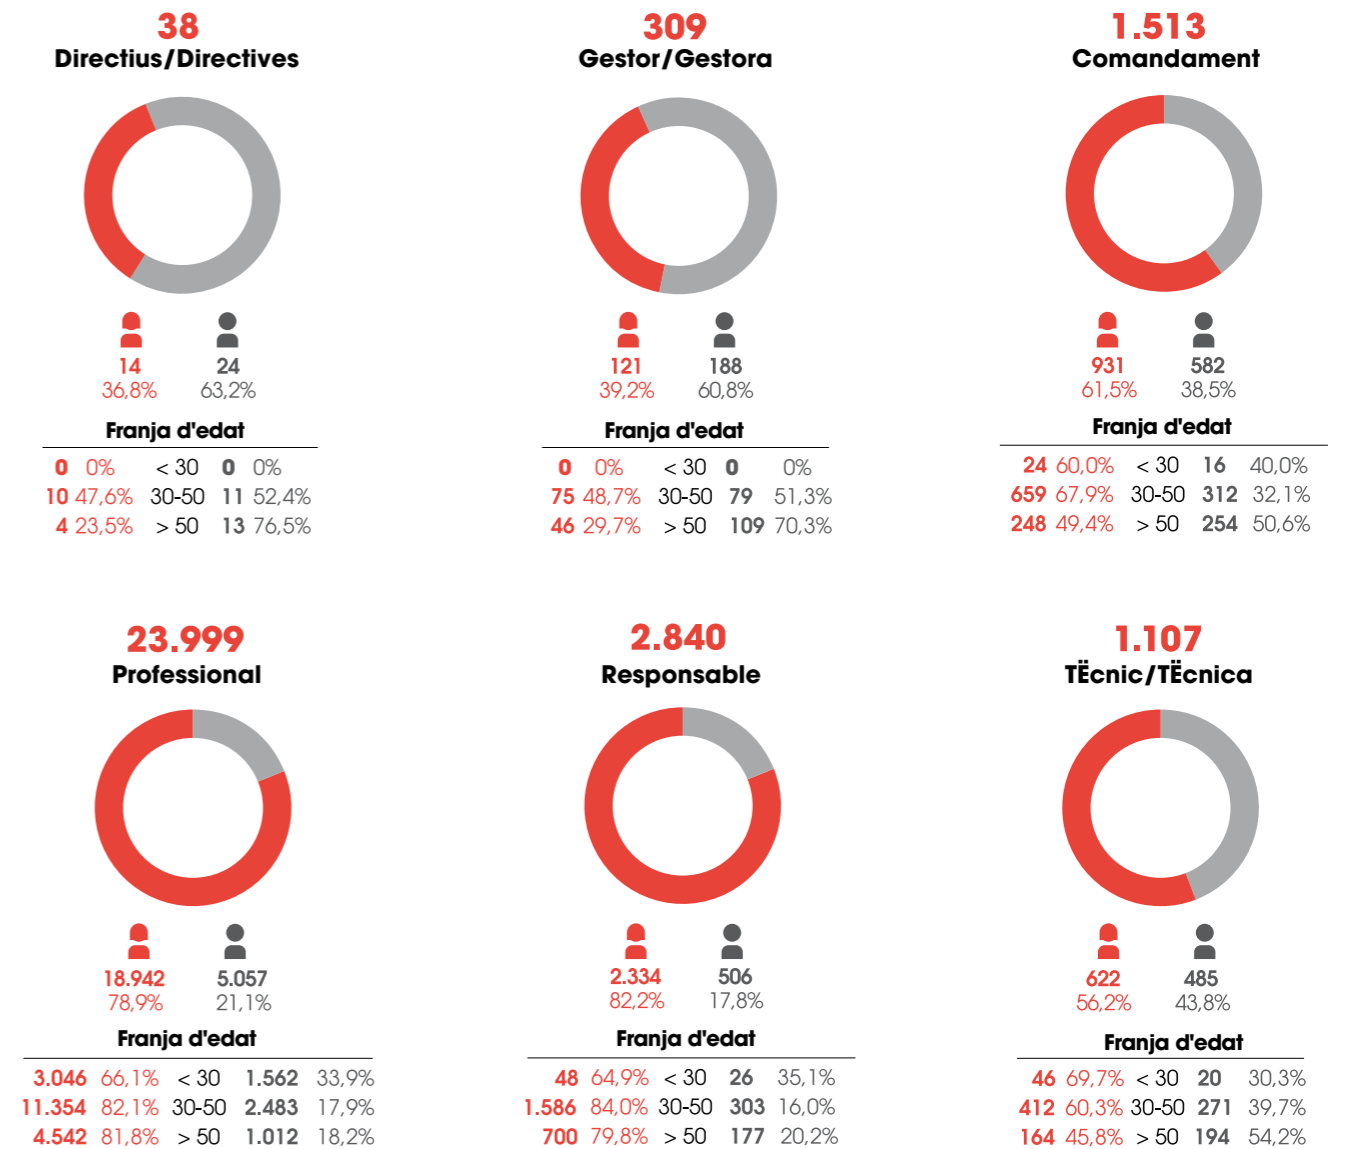 38
Directius/Directives
14 24
36,8% 63,2%
Franja d'edat
0 0% < 30 0 0%
10 47,6% 30-50 11 52,4%
4 23,5% > 50 13 76,5%
309
Gestor/Gestora
121 188
39,2% 60,8%
Franja d'edat
0 0% < 30 0 0%
75 48,7% 30-50 79 51,3%
46 29,7% > 50 109 70,3%
1.513
Comandament
931 582
61,5% 38,5%
Franja d'edat
24 60,0% < 30 16 40,0%
659 67,9% 30-50 312 32,1%
248 49,4% > 50 254 50,6%
23.999
Professional
18.942 5.057
78,9% 21,1%
Franja d'edat
3.046 66,1% < 30 1.562 33,9%
11.354 82,1% 30-50 2.483 17,9%
4.542 81,8% > 50 1.012 18,2%
2.840
Responsable
2.334 506
82,2% 17,8%
Franja d'edat
48 64,9% < 30 26 35,1%
1.586 84,0% 30-50 303 16,0%
700 79,8% > 50 177 20,2%
1.107
TËcnic/TËcnica
622 485
56,2% 43,8%
Franja d'edat
46 69,7% < 30 20 30,3%
412 60,3% 30-50 271 39,7%
164 45,8% > 50 194 54,2%